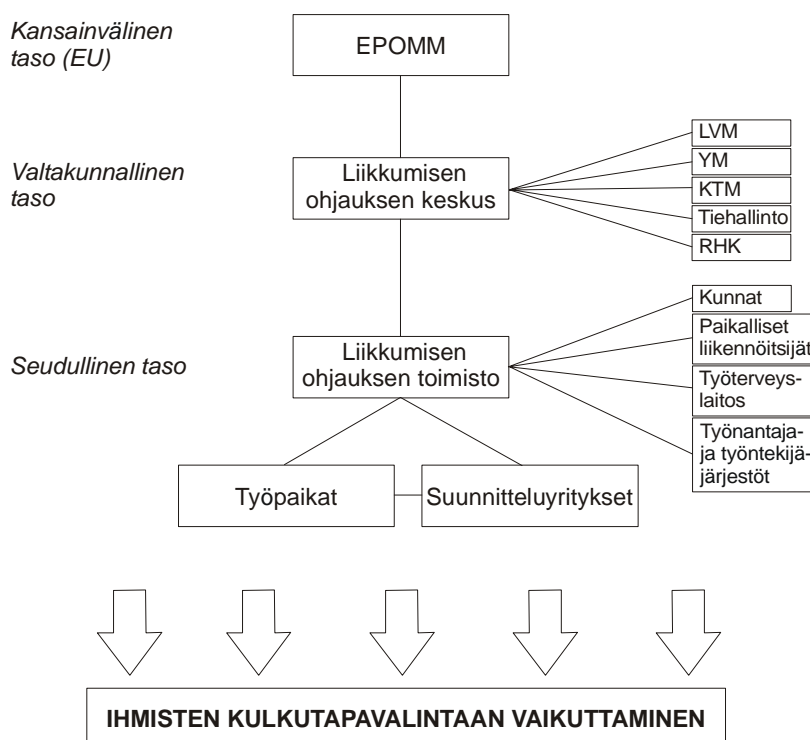 Kansainvälinen
taso (EU)
EPOMM
Valtakunnallinen
taso
Liikkumisen
ohjauksen keskus
LVM
YM
KTM
Tiehallinto
RHK
Seudullinen taso
Liikkumisen
ohjauksen toimisto
Kunnat
Paikalliset
liikennöitsijät
Työterveys-
laitos
Työnantaja-
ja työntekijä-
järjestöt
Työpaikat
Suunnitteluyritykset
IHMISTEN KULKUTAPAVALINTAAN VAIKUTTAMINEN